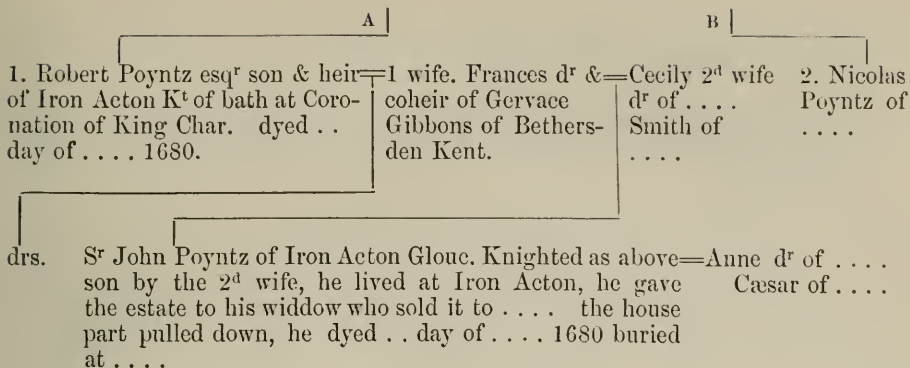 A B
1. Robert Poyntz esqʳ son & heir=1 wife. Frances dʳ &=Cecily 2ᵈ wife 2. Nicolas
of Iron Acton Kᵗ of bath at Coro- coheir of Gervace dʳ of . . . . Poyntz of
nation of King Char. dyed . . Gibbons of Bethers- Smith of . . . .
day of . . . . 1680. den Kent. . . . .
drs. Sʳ John Poyntz of Iron Acton Glouc. Knighted as above=Anne dʳ of . . . .
son by the 2ᵈ wife, he lived at Iron Acton, he gave Cæsar of . . . .
the estate to his widdow who sold it to . . . . the house
part pulled down, he dyed . . day of . . . . 1680 buried
at . . . .